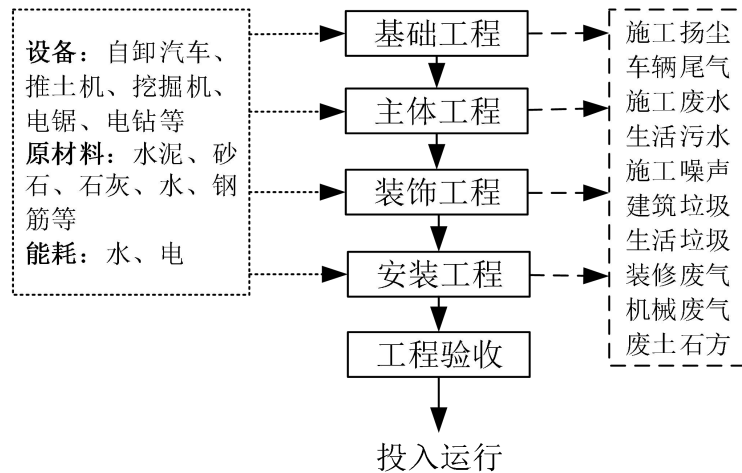 设备：自卸汽车、
推土机、挖掘机、
电锯、电钻等
原材料：水泥、砂
石、石灰、水、钢
筋等
能耗：水、电
基础工程
主体工程
装饰工程
安装工程
工程验收
投入运行
施工扬尘
车辆尾气
施工废水
生活污水
施工噪声
建筑垃圾
生活垃圾
装修废气
机械废气
废土石方